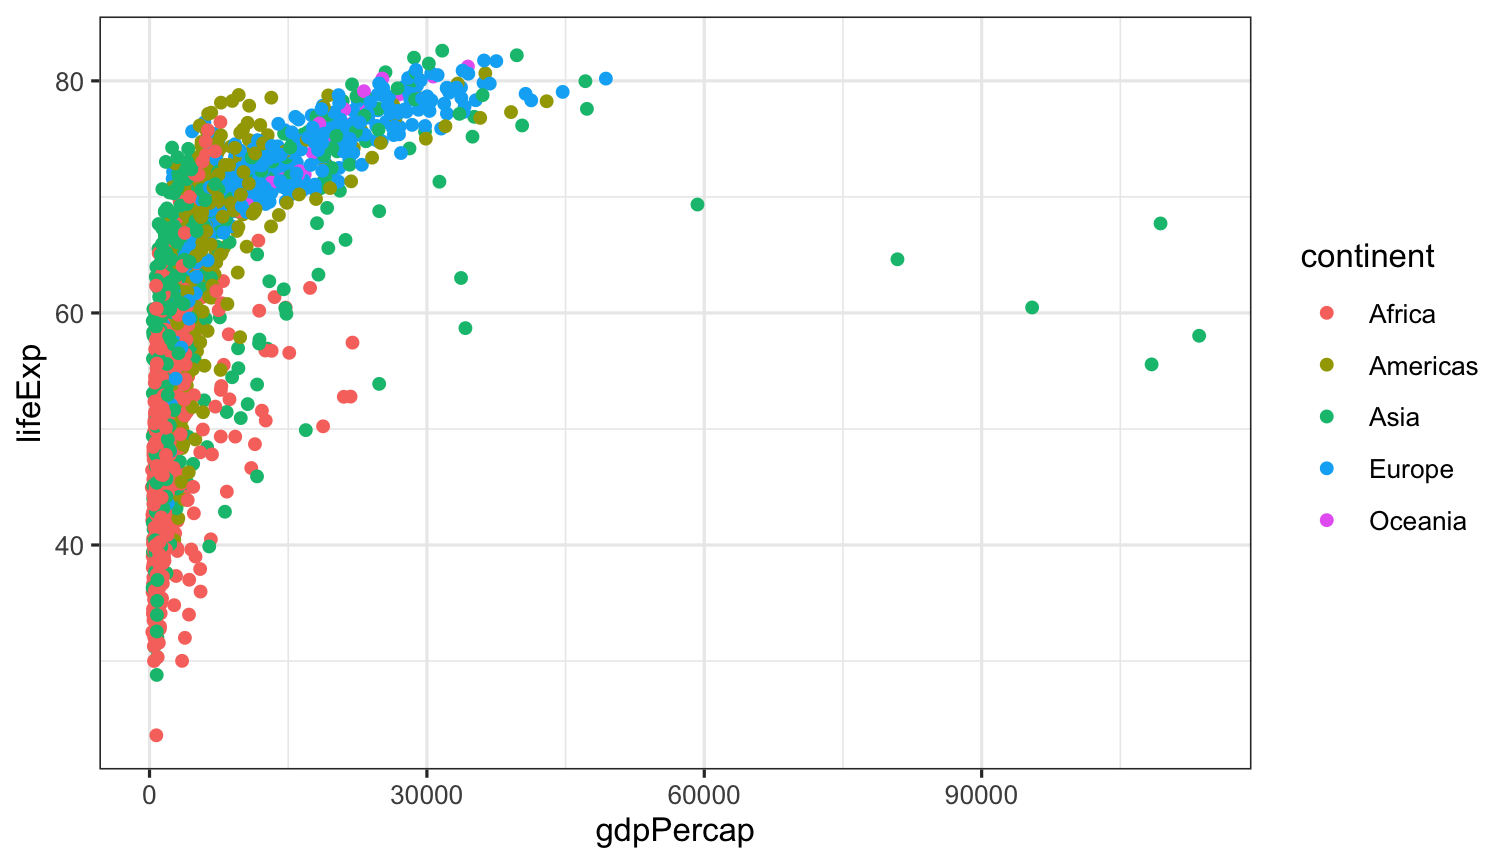 lifeExp
80
60
40
0
30000
60000
90000
gdpPercap
continent
Africa
Americas
Asia
Europe
Oceania